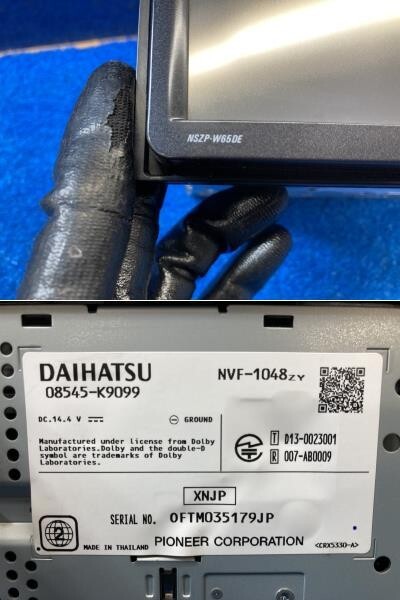 NSZP-W65DE
DAIHATSU
08545-K9099
NVF-1048ZY
DC.14.4 V
GROUND
Manufactured under license from Dolby
Laboratories.Dolby and the double-D
symbol are trademarks of Dolby
Laboratories.
T D13-0023001
R 007-AB0009
XNJP
SERIAL NO. 0FTM035179JP
2
MADE IN THAILAND PIONEER CORPORATION <CRX5330-A>